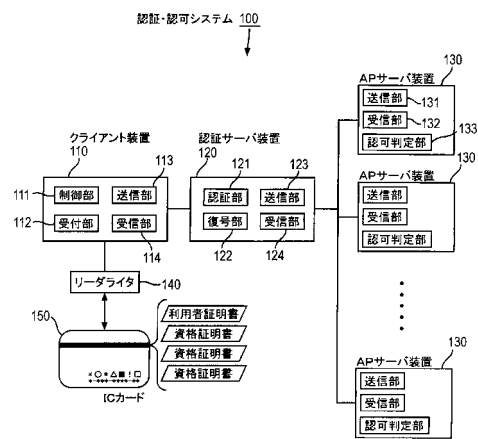 認証・認可システム 100
APサーバ装置
130
送信部
131
受信部
132
認可判定部
133
クライアント装置
110
113
111
制御部
送信部
112
受付部
受信部
114
認証サーバ装置
120
121
123
認証部
送信部
復号部
受信部
122
124
APサーバ装置
130
送信部
受信部
認可判定部
リーダライタ
140
150
利用者証明書
資格証明書
資格証明書
資格証明書
×○●△■!□
ICカード
APサーバ装置
130
送信部
受信部
認可判定部